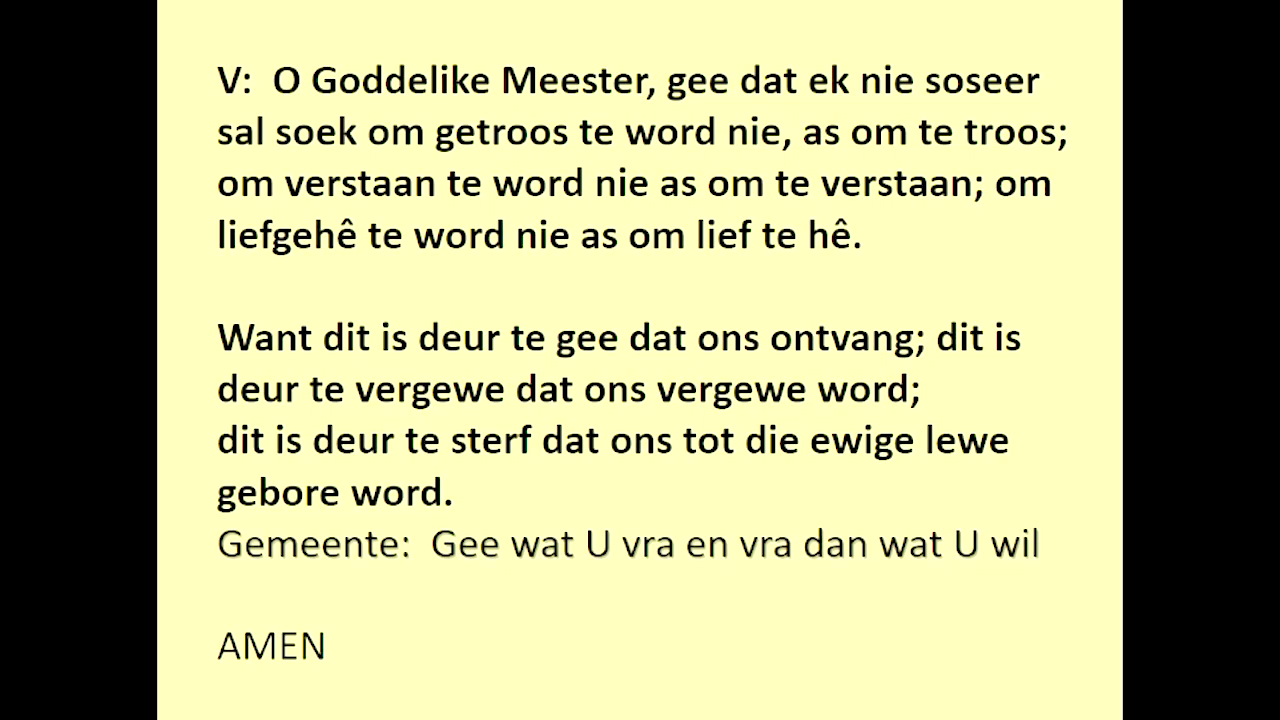 V:  O Goddelike Meester, gee dat ek nie soseer
sal soek om getroos te word nie, as om te troos;
om verstaan te word nie as om te verstaan; om
liefgehê te word nie as om lief te hê.
Want dit is deur te gee dat ons ontvang; dit is
deur te vergewe dat ons vergewe word;
dit is deur te sterf dat ons tot die ewige lewe
gebore word.
Gemeente:  Gee wat U vra en vra dan wat U wil
AMEN